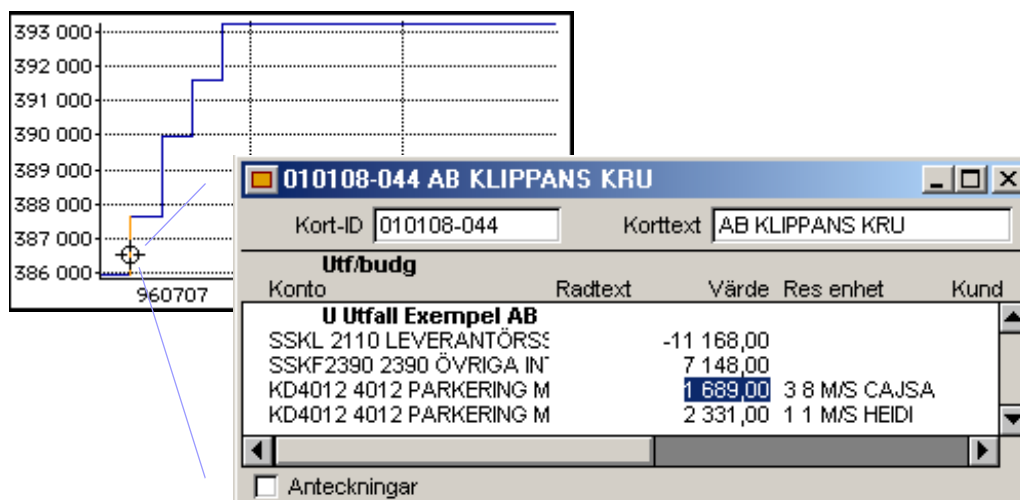 393 000
392 000
391 000
390 000
389 000
388 000
387 000
386 000
960707
010108-044 AB KLIPPANS KRU
Kort-ID 010108-044 Korttext AB KLIPPANS KRU
Utf/budg
Konto Radtext Värde Res enhet Kund
U Utfall Exempel AB
SSKL 2110 LEVERANTÖRSS -11 168,00
SSKF2390 2390 ÖVRIGA IN 7 148,00
KD4012 4012 PARKERING M 1 689,00 3 8 M/S CAJSA
KD4012 4012 PARKERING M 2 331,00 1 1 M/S HEIDI
Anteckningar